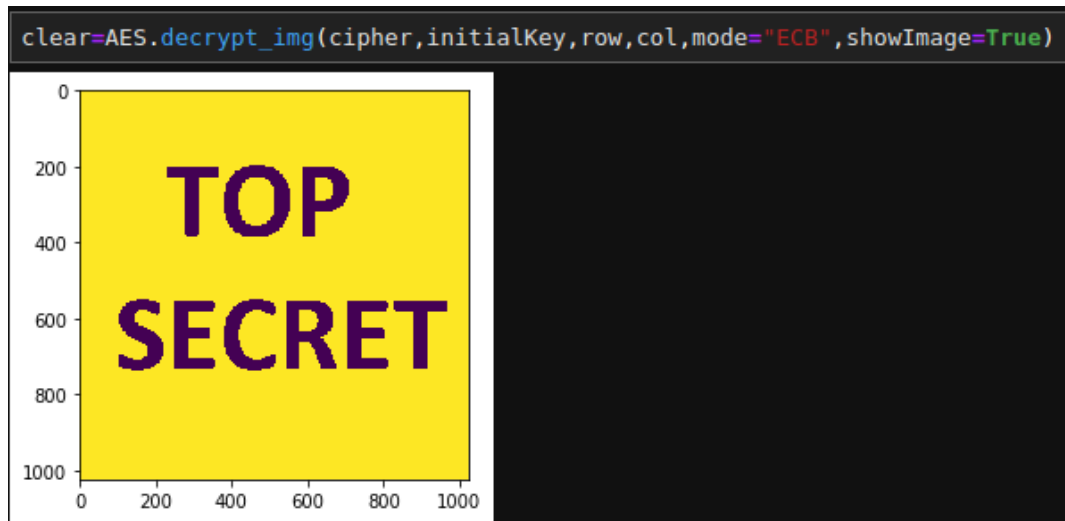 clear=AES.decrypt_img(cipher,initialKey,row,col,mode="ECB",showImage=True)
0
200
400
600
800
1000
TOP
SECRET
0 200 400 600 800 1000